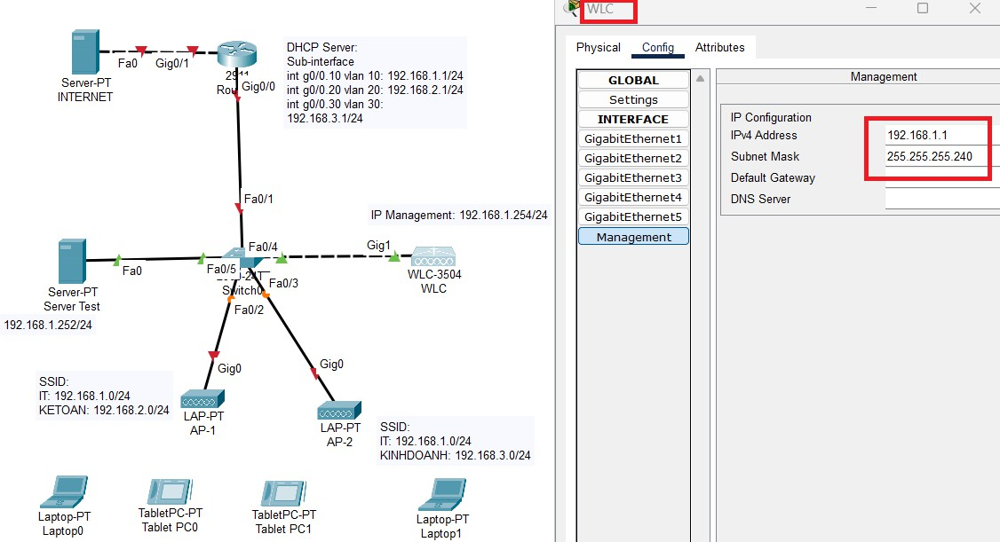 Fa0
Gig0/1
Server-PT
INTERNET
2911
Gig0/0
DHCP Server:
Sub-interface
int g0/0.10 vlan 10: 192.168.1.1/24
int g0/0.20 vlan 20: 192.168.2.1/24
int g0/0.30 vlan 30:
192.168.3.1/24
Fa0/1
IP Management: 192.168.1.254/24
Fa0/4
Gig1
Fa0
Fa0/5
WLC-3504
WLC
Server-PT
Server Test
Switch0
Fa0/3
Fa0/2
192.168.1.252/24
Gig0
Gig0
SSID:
IT: 192.168.1.0/24
KETOAN: 192.168.2.0/24
LAP-PT
AP-1
LAP-PT
AP-2
SSID:
IT: 192.168.1.0/24
KINHDOANH: 192.168.3.0/24
Laptop-PT
Laptop0
TabletPC-PT
Tablet PC0
TabletPC-PT
Tablet PC1
Laptop-PT
Laptop1
WLC
Physical Config Attributes
GLOBAL
Settings
INTERFACE
GigabitEthernet1
GigabitEthernet2
GigabitEthernet3
GigabitEthernet4
GigabitEthernet5
Management
Management
IP Configuration
IPv4 Address 192.168.1.1
Subnet Mask 255.255.255.240
Default Gateway
DNS Server